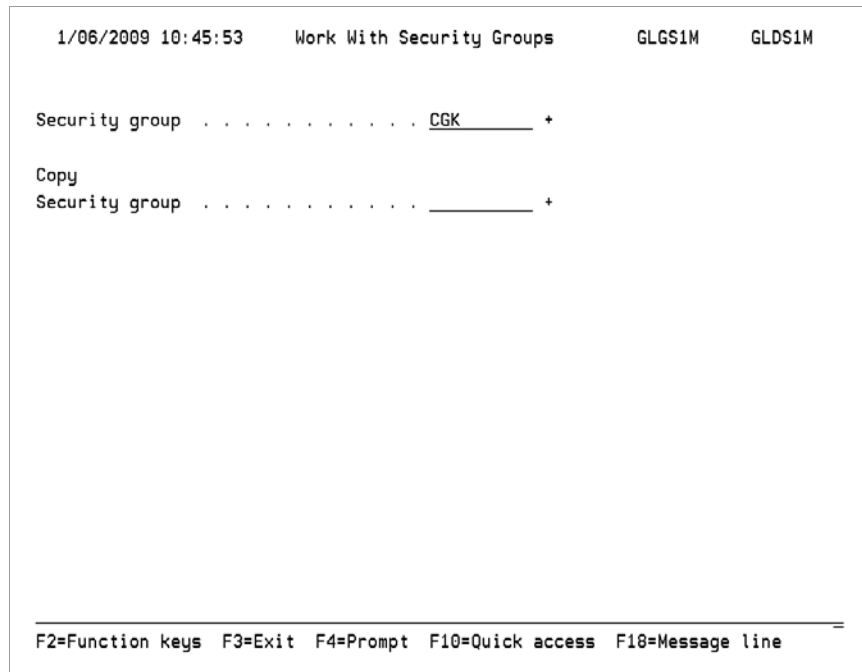 1/06/2009 10:45:53 Work With Security Groups GLGS1M GLDS1M
Security group . . . . . . . . . . . CGK +
Copy
Security group . . . . . . . . . . . +
F2=Function keys F3=Exit F4=Prompt F10=Quick access F18=Message line